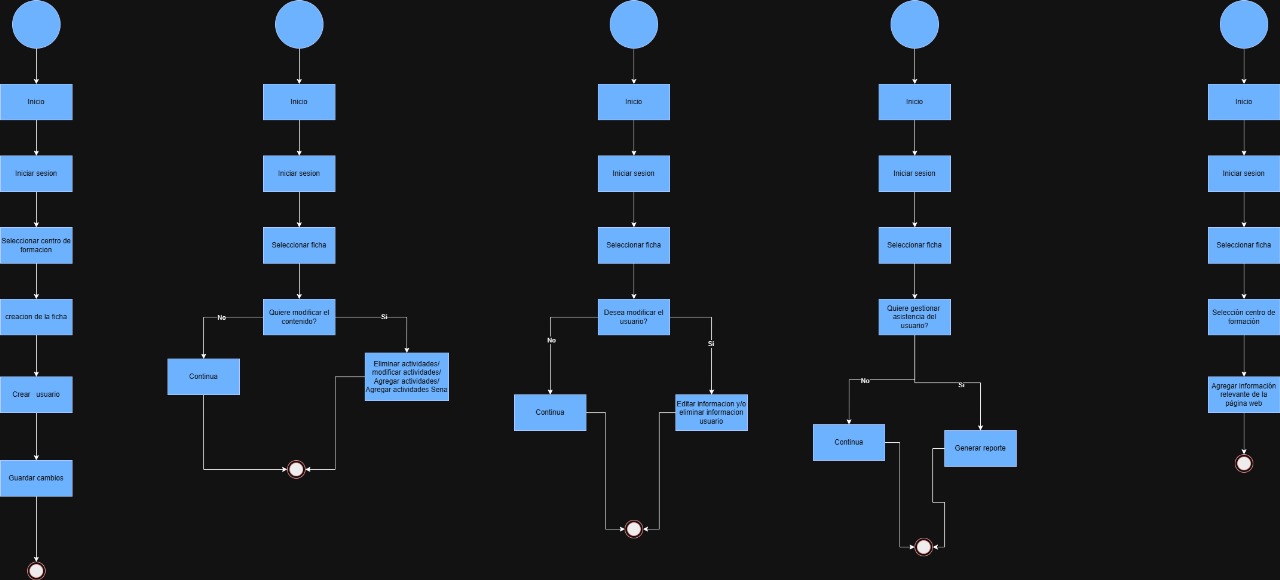 Inicio
Iniciar sesion
Seleccionar centro de
formacion
creacion de la ficha
Crear usuario
Guardar cambios
Inicio
Iniciar sesion
Seleccionar ficha
Quiere modificar el
contenido?
No
Si
Continua
Eliminar actividades/
modificar actividades/
Agregar actividades/
Agregar actividades Sena
Inicio
Iniciar sesion
Seleccionar ficha
Desea modificar el
usuario?
No
Si
Continua
Editar informacion y/o
eliminar informacion
usuario
Inicio
Iniciar sesion
Seleccionar ficha
Quiere gestionar
asistencia del
usuario?
No
Si
Continua
Generar reporte
Inicio
Iniciar sesion
Seleccionar ficha
Selección centro de
formación
Agregar información
relevante de la
página web